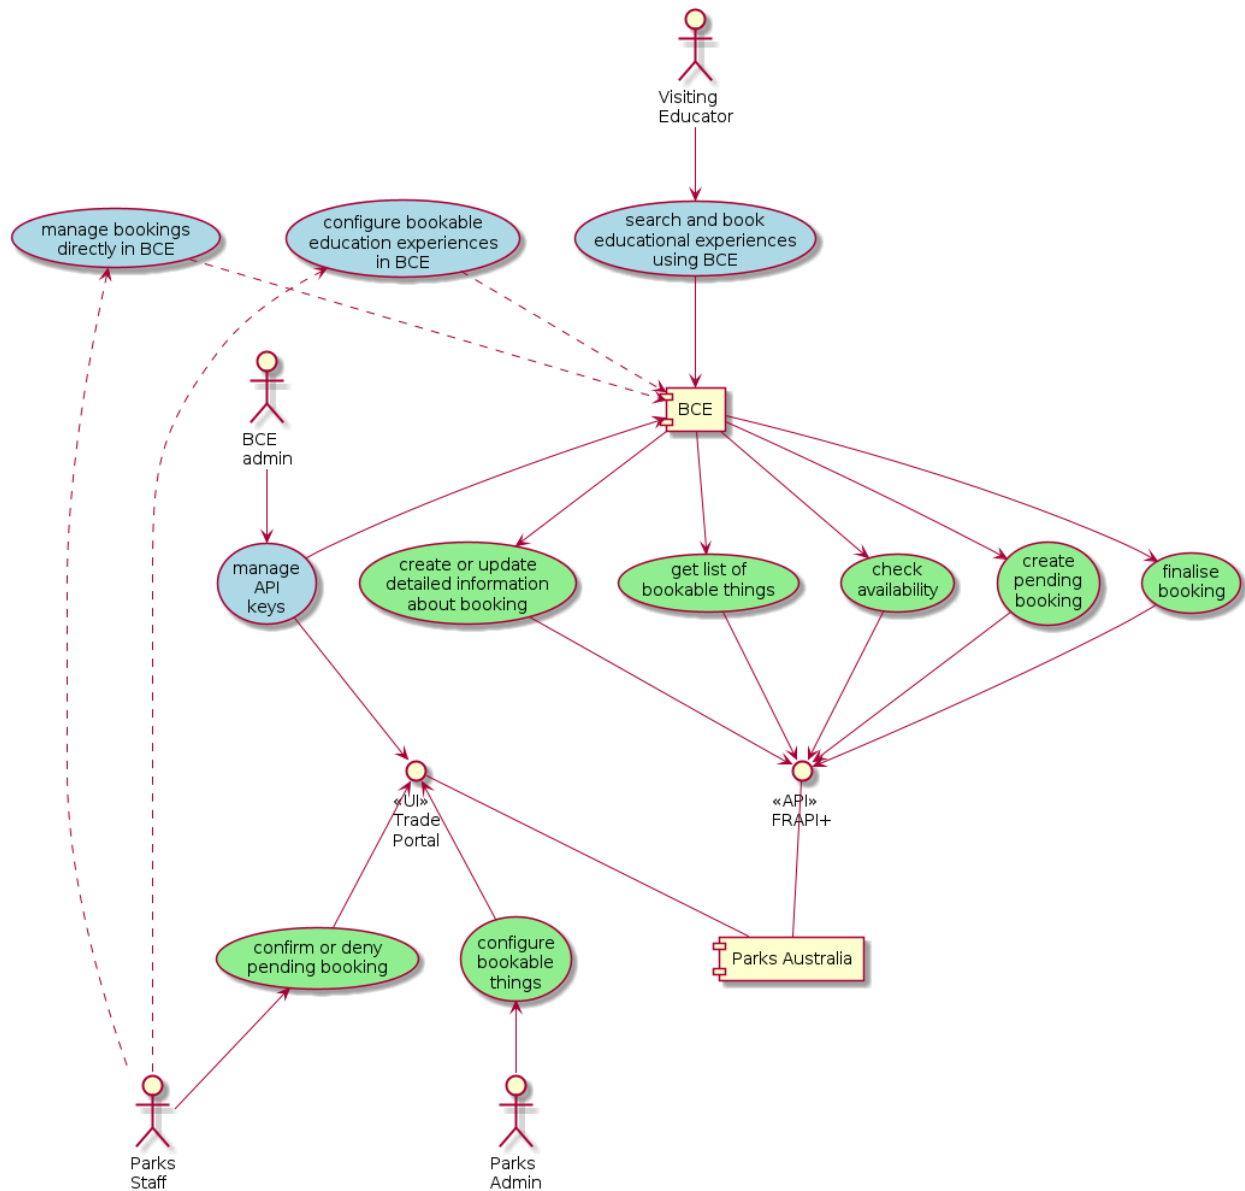 Visiting
Educator
manage bookings
directly in BCE
configure bookable
education experiences
in BCE
search and book
educational experiences
using BCE
BCE
BCE
admin
manage
API
keys
create or update
detailed information
about booking
get list of
bookable things
check
availability
create
pending
booking
finalise
booking
«UI»
Trade
Portal
«API»
FRAPI+
confirm or deny
pending booking
configure
bookable
things
Parks Australia
Parks
Staff
Parks
Admin